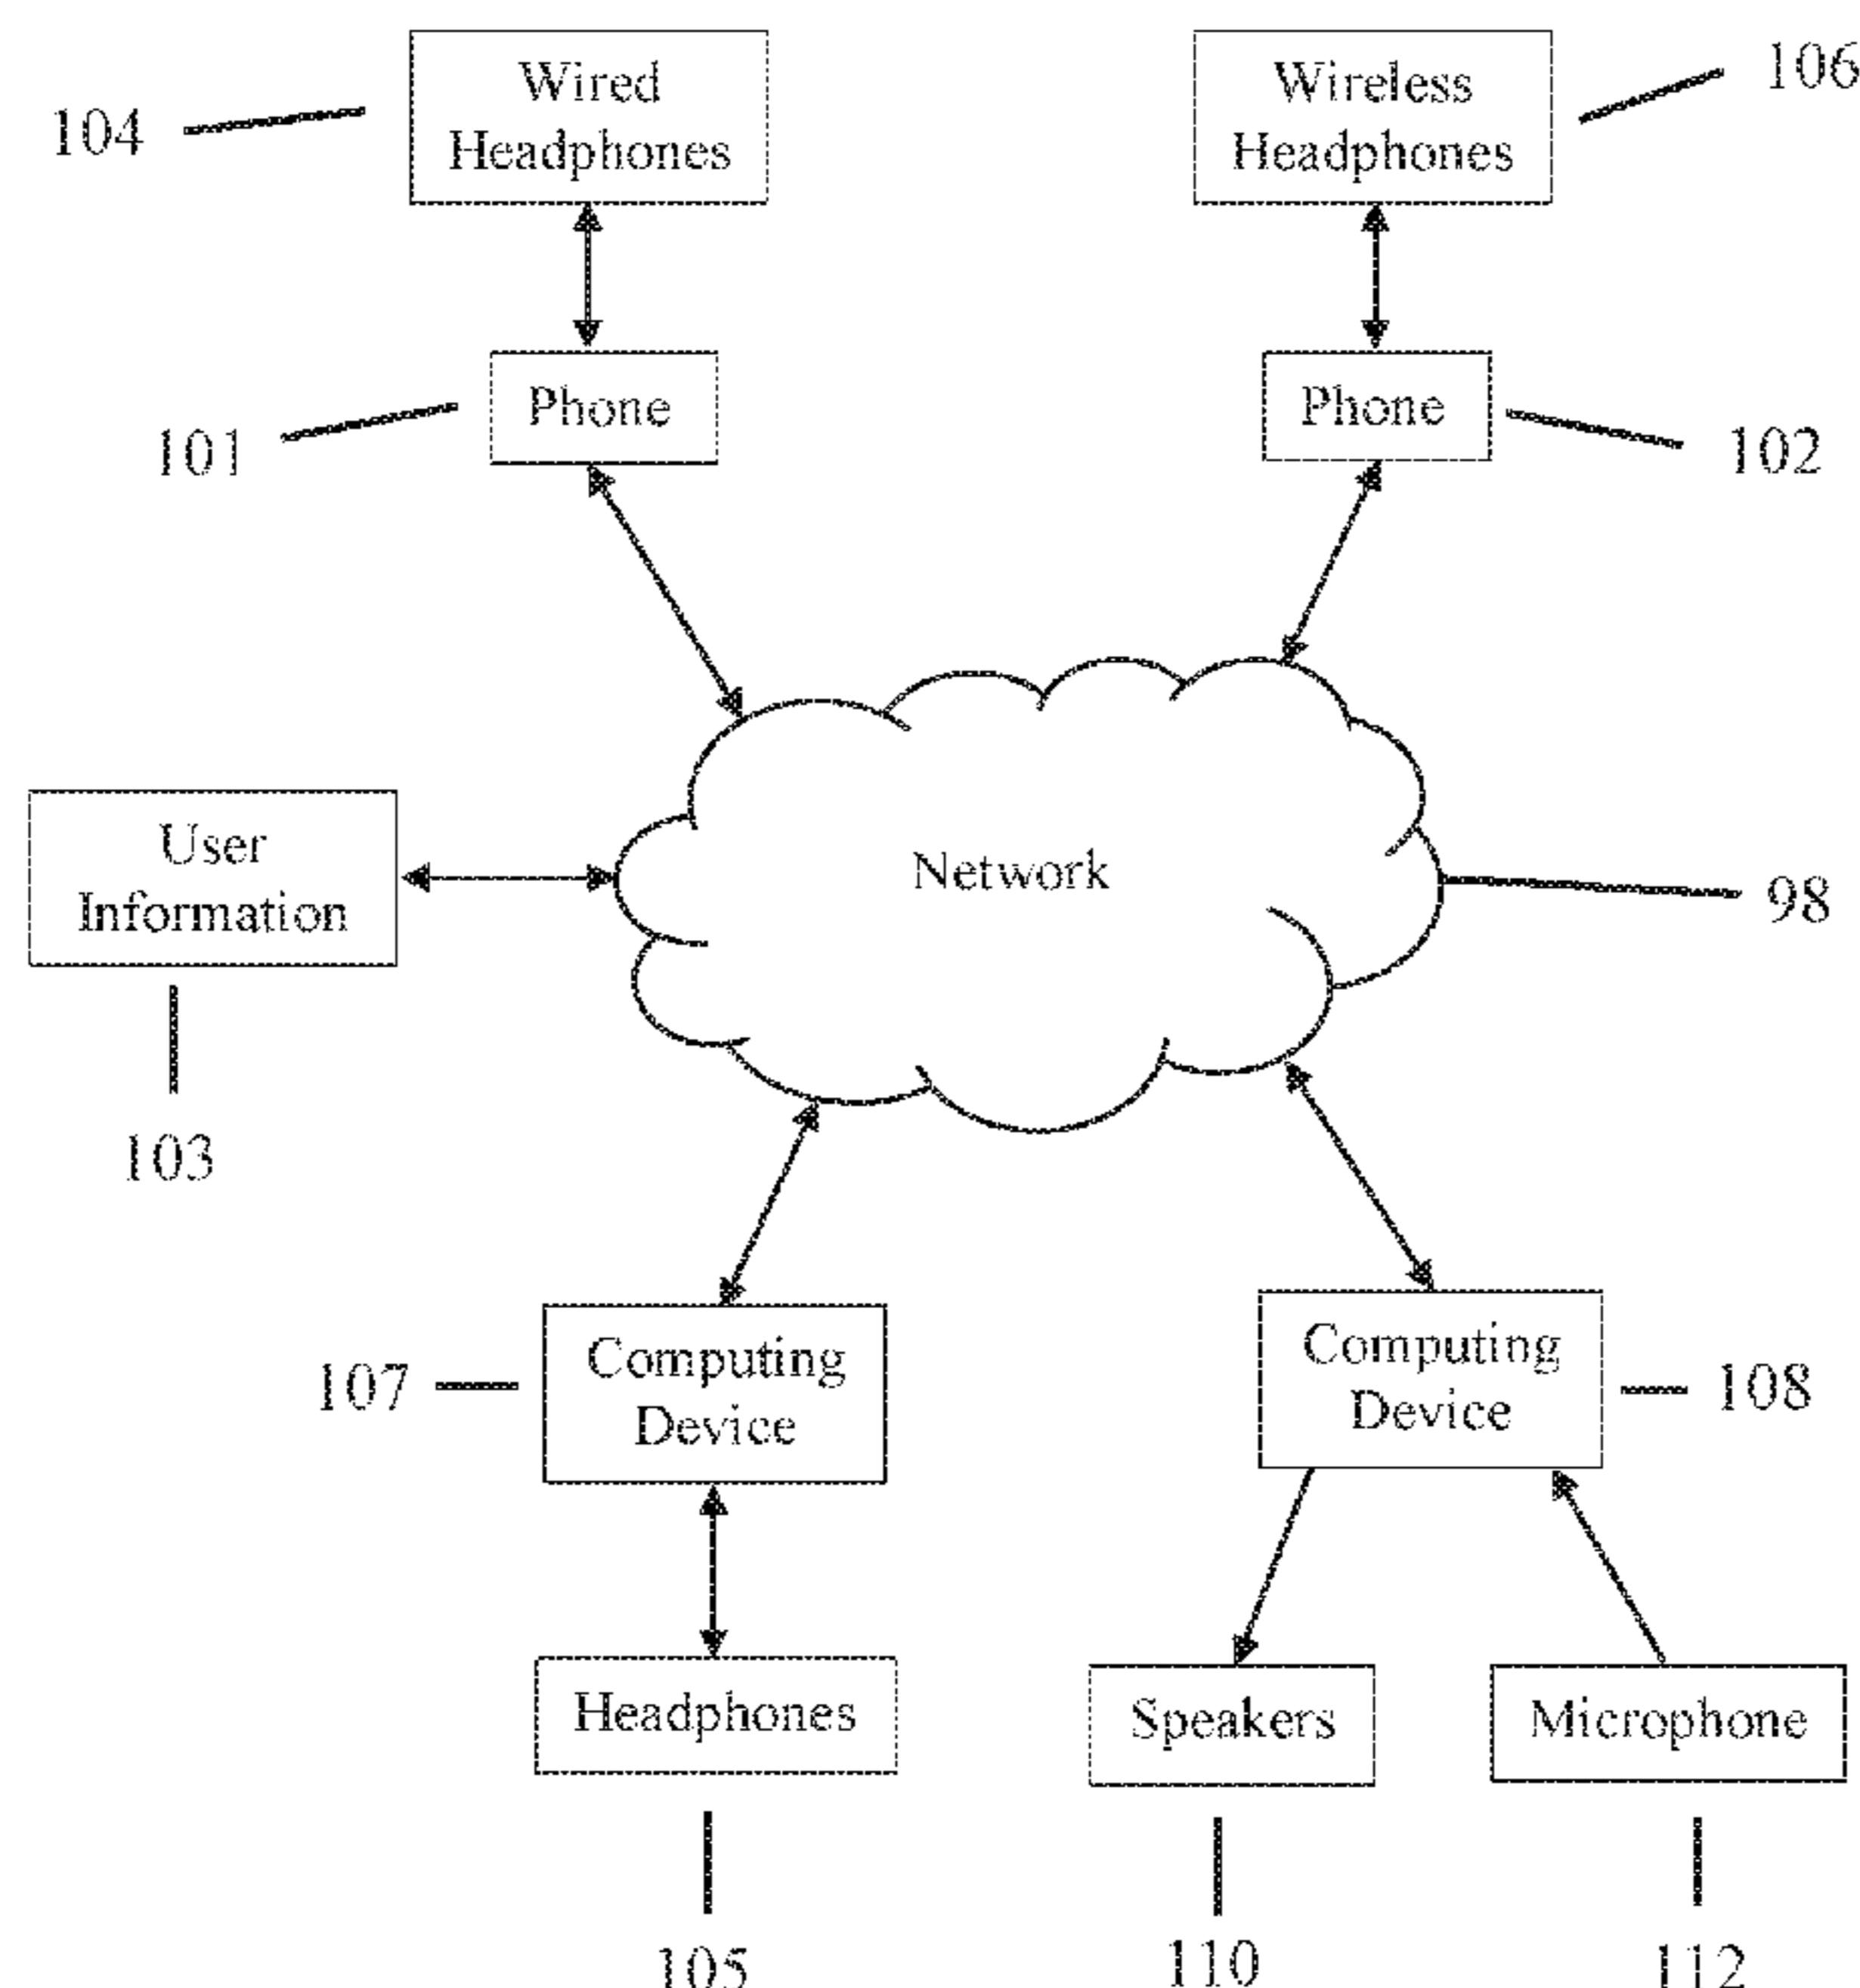 Wired
Headphones
104
Wireless
Headphones
106
Phone
101
Phone
102
User
Information
103
Network
98
Computing
Device
107
Computing
Device
108
Headphones
105
Speakers
110
Microphone
112